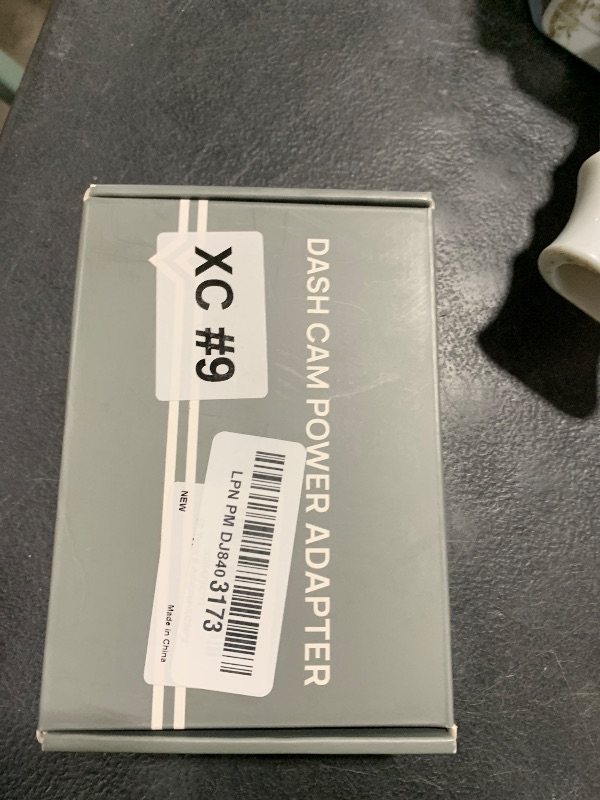 DASH CAM POWER ADAPTER
XC #9
LPN PM DJ840 3173
NEW
Made in China